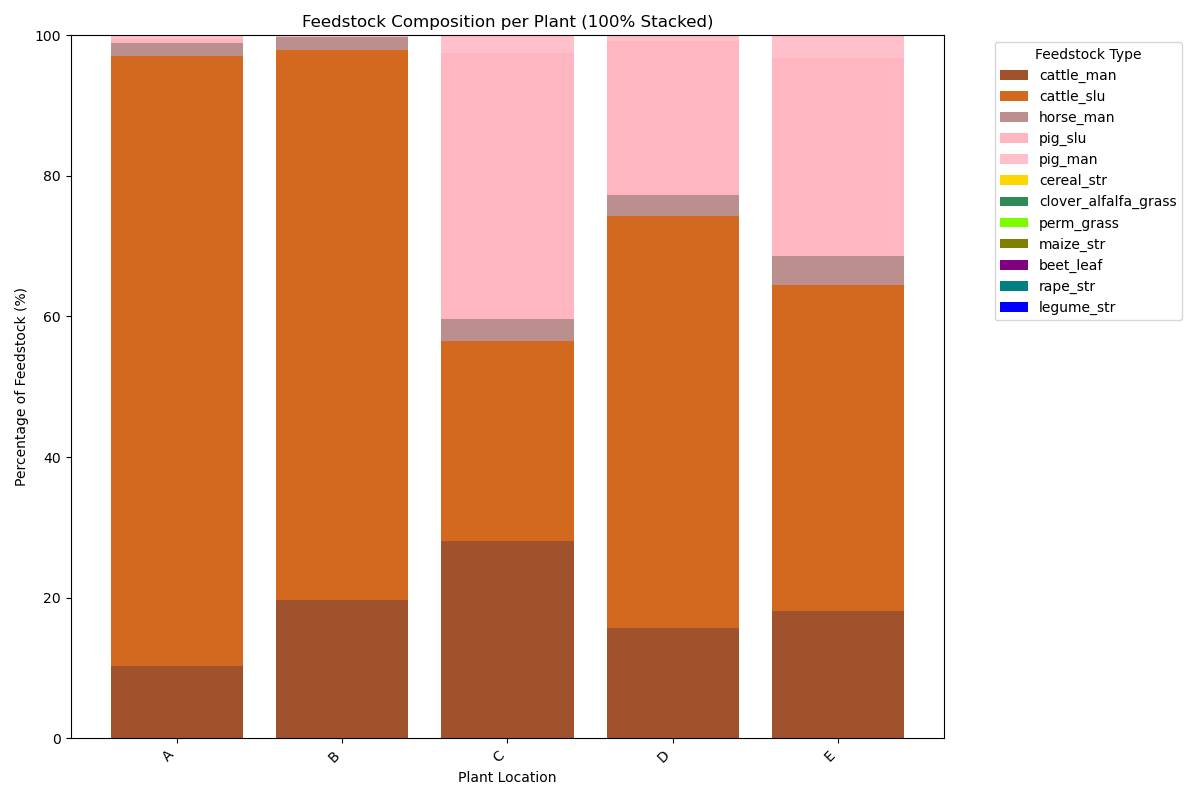 Feedstock Composition per Plant (100% Stacked)
Percentage of Feedstock (%)
100
80
60
40
20
0
A
B
C
D
E
Plant Location
Feedstock Type
cattle_man
cattle_slu
horse_man
pig_slu
pig_man
cereal_str
clover_alfalfa_grass
perm_grass
maize_str
beet_leaf
rape_str
legume_str